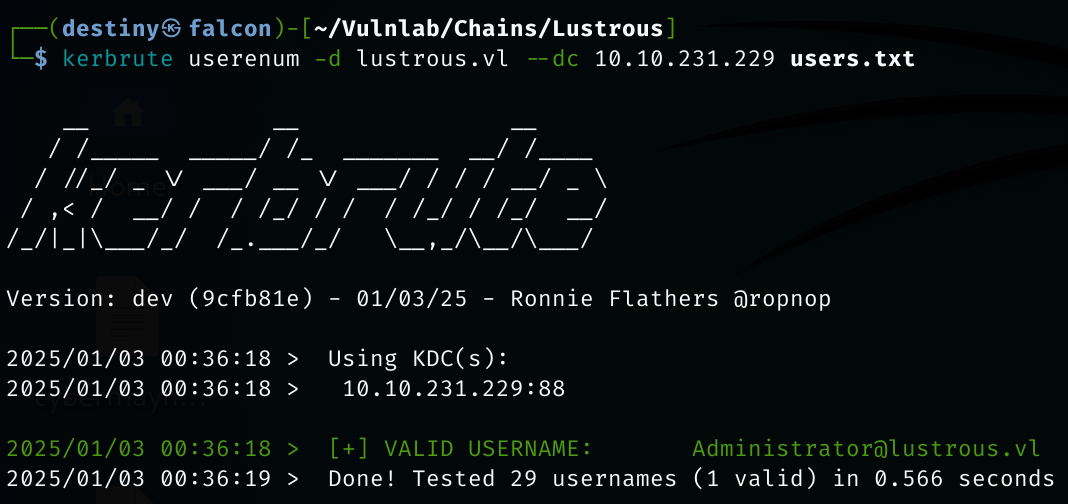 ┌──(destiny㉿falcon)-[~/Vulnlab/Chains/Lustrous]
└─$ kerbrute userenum -d lustrous.vl --dc 10.10.231.229 users.txt
    __             __               __
   / /_____  _____/ /_  _______  __/ /____
  / //_/ _ \/ ___/ __ \/ ___/ / / / __/ _ \
 / ,< /  __/ /  / /_/ / /  / /_/ / /_/  __/
/_/|_|\___/_/  /_.___/_/   \__,_/\__/\___/
Version: dev (9cfb81e) - 01/03/25 - Ronnie Flathers @ropnop
2025/01/03 00:36:18 >  Using KDC(s):
2025/01/03 00:36:18 >   10.10.231.229:88
2025/01/03 00:36:18 >  [+] VALID USERNAME:       Administrator@lustrous.vl
2025/01/03 00:36:19 >  Done! Tested 29 usernames (1 valid) in 0.566 seconds